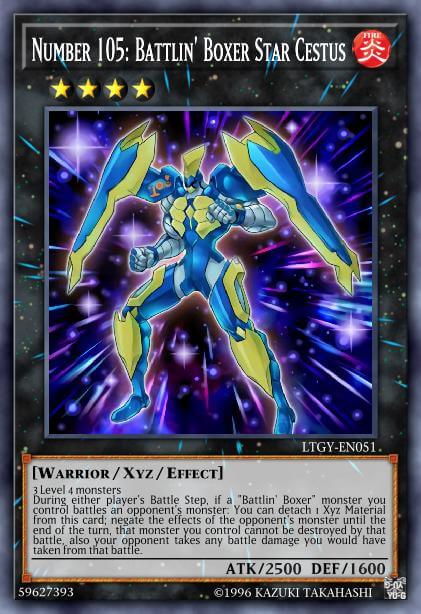 NUMBER 105: BATTLIN' BOXER STAR CESTUS
FIRE
炎
105
LTGY-EN051
[WARRIOR / XYZ / EFFECT]
3 Level 4 monsters
During either player's Battle Step, if a "Battlin' Boxer" monster you
control battles an opponent's monster: You can detach 1 Xyz Material
from this card; negate the effects of the opponent's monster until the
end of the turn, that monster you control cannot be destroyed by that
battle, also your opponent takes any battle damage you would have
taken from that battle.
ATK/2500 DEF/1600
59627393
©1996 KAZUKI TAKAHASHI